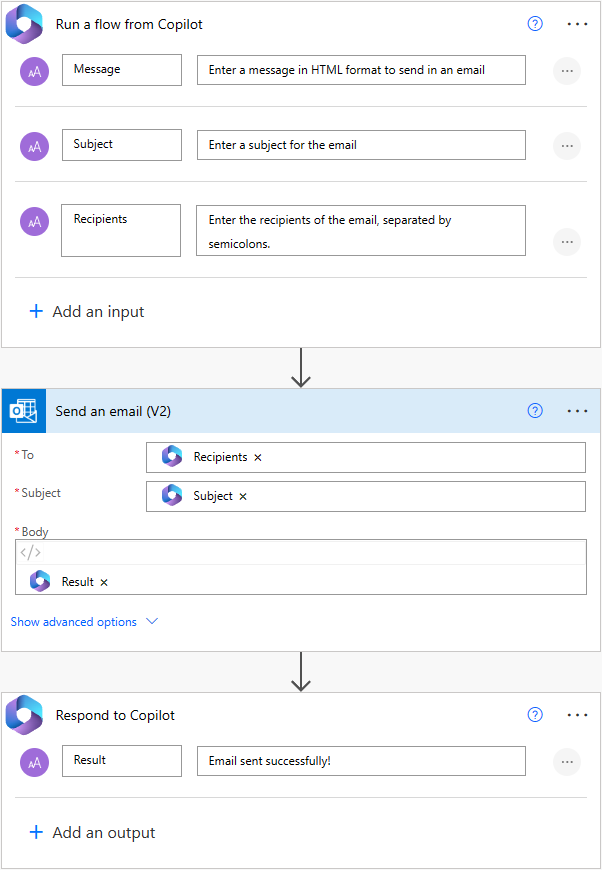 Run a flow from Copilot
Message
Enter a message in HTML format to send in an email
Subject
Enter a subject for the email
Recipients
Enter the recipients of the email, separated by
semicolons.
+ Add an input
Send an email (V2)
* To
Recipients ×
* Subject
Subject ×
* Body
</>
Result ×
Show advanced options
Respond to Copilot
Result
Email sent successfully!
+ Add an output